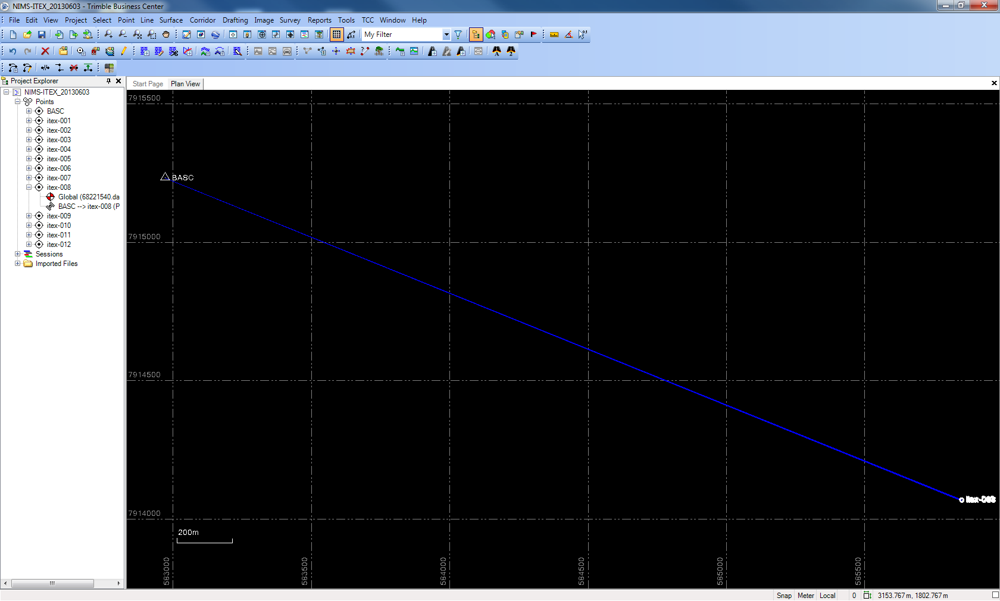 NIMS-ITEX_20130603 - Trimble Business Center
File Edit View Project Select Point Line Surface Corridor Drafting Image Survey Reports Tools TCC Window Help
My Filter
Project Explorer
Start Page Plan View
NIMS-ITEX_20130603
Points
BASC
itex-001
itex-002
itex-003
itex-004
itex-005
itex-006
itex-007
itex-008
Global (68221540.da
BASC --> itex-008 (P
itex-009
itex-010
itex-011
itex-012
Sessions
Imported Files
7915500
BASC
7915000
7914500
7914000
200m
583000
583500
584000
584500
585000
585500
Snap Meter Local 0 3153.767 m, 1802.767 m